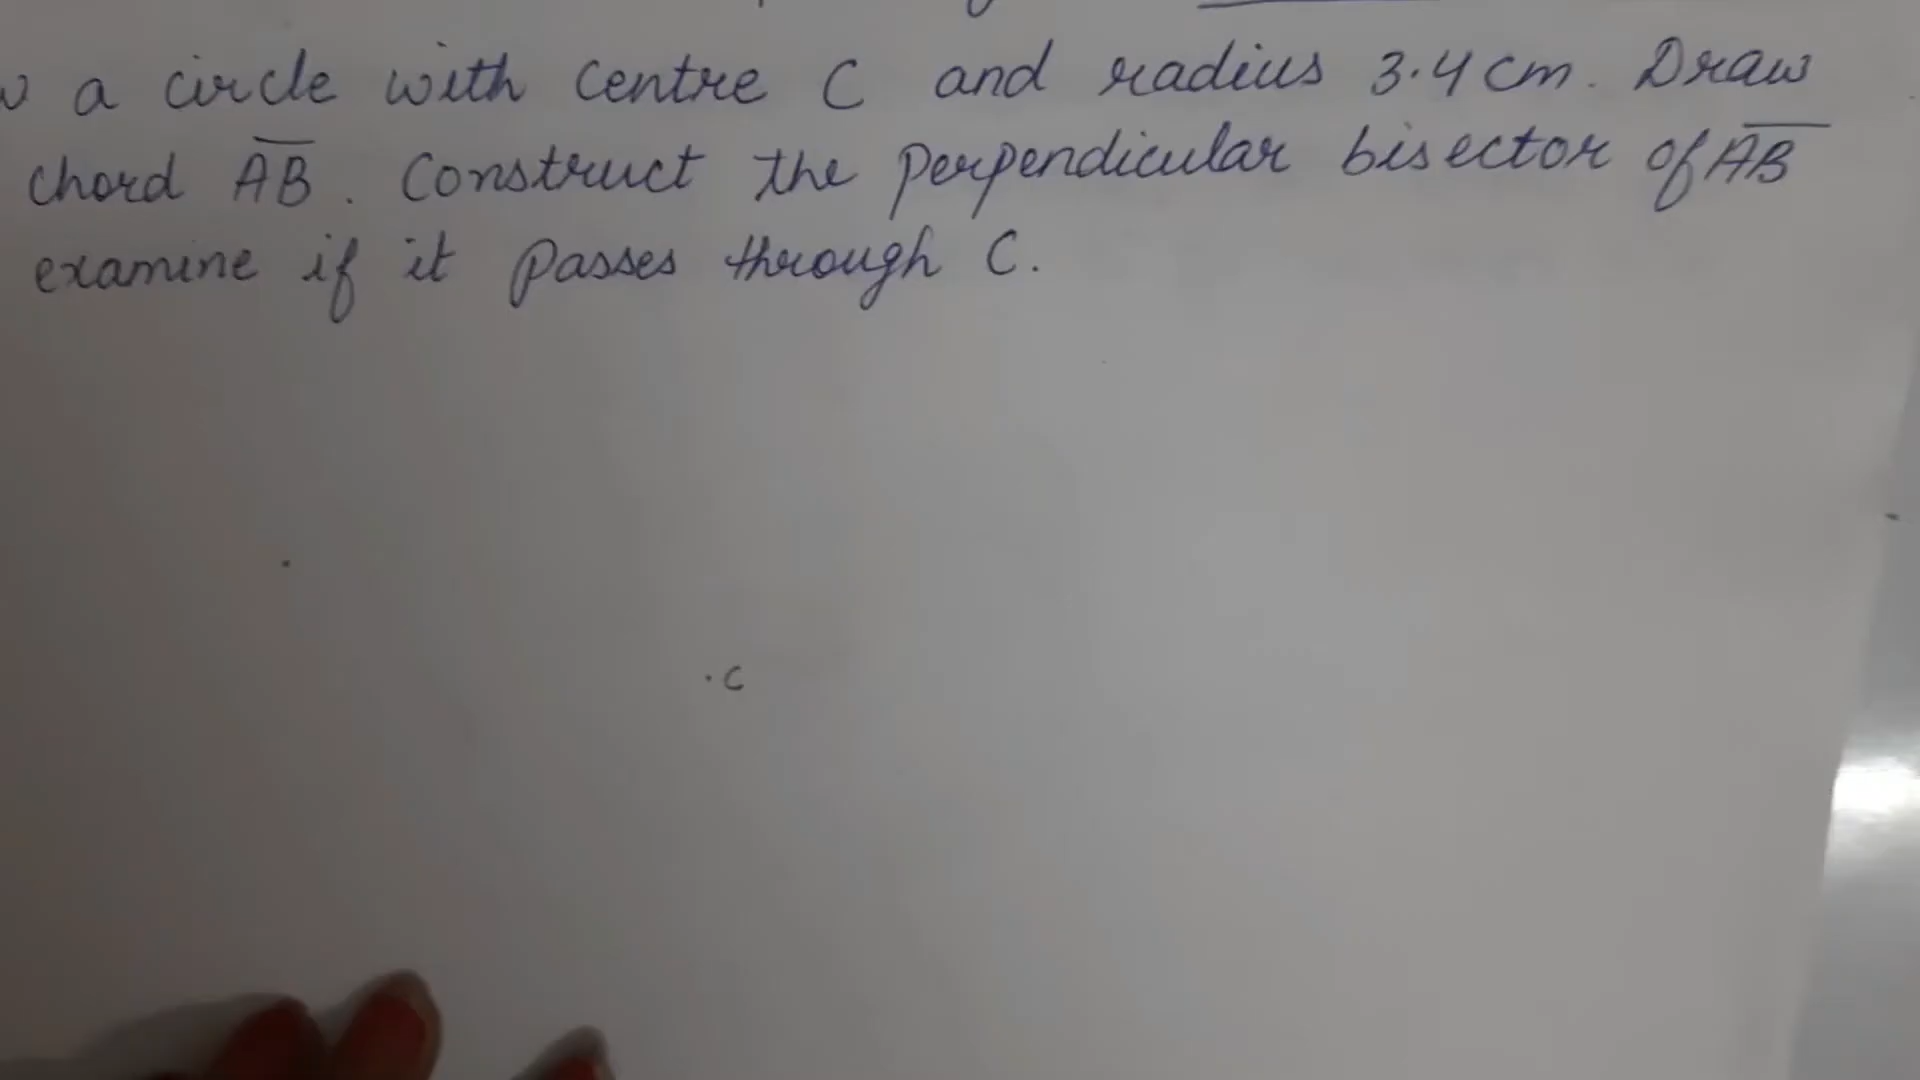 a circle with centre C and radius 3.4 cm. Draw
chord AB. Construct the perpendicular bisector of AB
examine if it passes through C.
.C